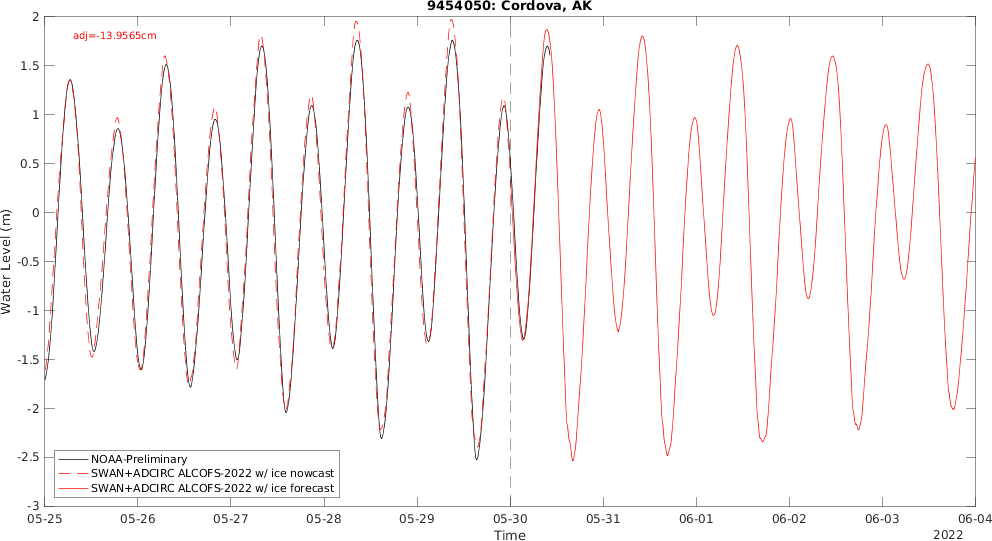 9454050: Cordova, AK
adj=-13.9565cm
Water Level (m)
2
1.5
1
0.5
0
-0.5
-1
-1.5
-2
-2.5
-3
NOAA-Preliminary
SWAN+ADCIRC ALCOFS-2022 w/ ice nowcast
SWAN+ADCIRC ALCOFS-2022 w/ ice forecast
05-25 05-26 05-27 05-28 05-29 05-30 05-31 06-01 06-02 06-03 06-04
Time
2022